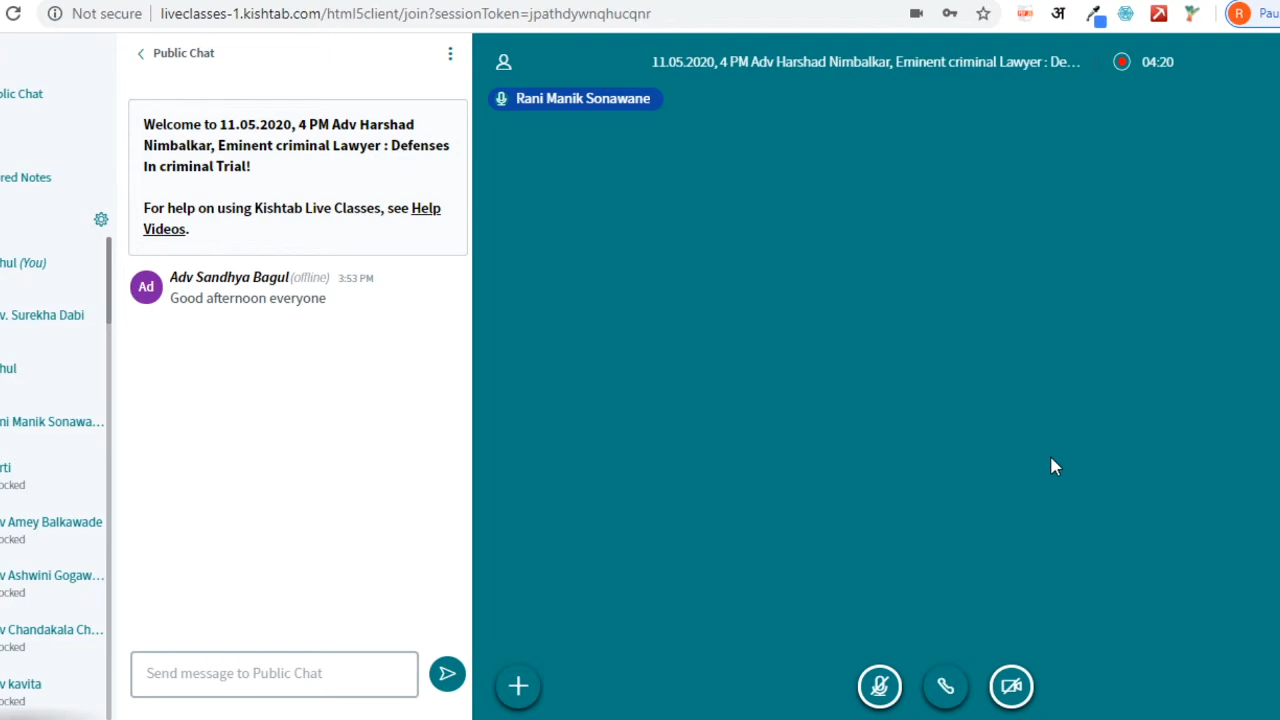 Not secure
liveclasses-1.kishtab.com/html5client/join?sessionToken=jpathdywnqhucqnr
अ
R Pau
lic Chat
red Notes
hul (You)
v. Surekha Dabi
hul
ni Manik Sonawa...
rti
ocked
v Amey Balkawade
ocked
v Ashwini Gogaw...
ocked
v Chandakala Ch...
ocked
v kavita
ocked
Public Chat
Welcome to 11.05.2020, 4 PM Adv Harshad
Nimbalkar, Eminent criminal Lawyer : Defenses
In criminal Trial!
For help on using Kishtab Live Classes, see Help
Videos.
Ad
Adv Sandhya Bagul (offline) 3:53 PM
Good afternoon everyone
Send message to Public Chat
11.05.2020, 4 PM Adv Harshad Nimbalkar, Eminent criminal Lawyer : De...
04:20
Rani Manik Sonawane